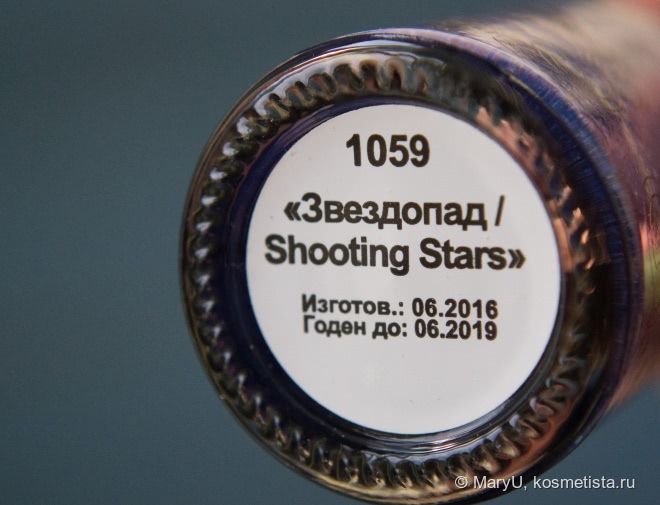 1059
«Звездопад /
Shooting Stars»
Изготов.: 06.2016
Годен до: 06.2019
© MaryU, kosmetista.ru